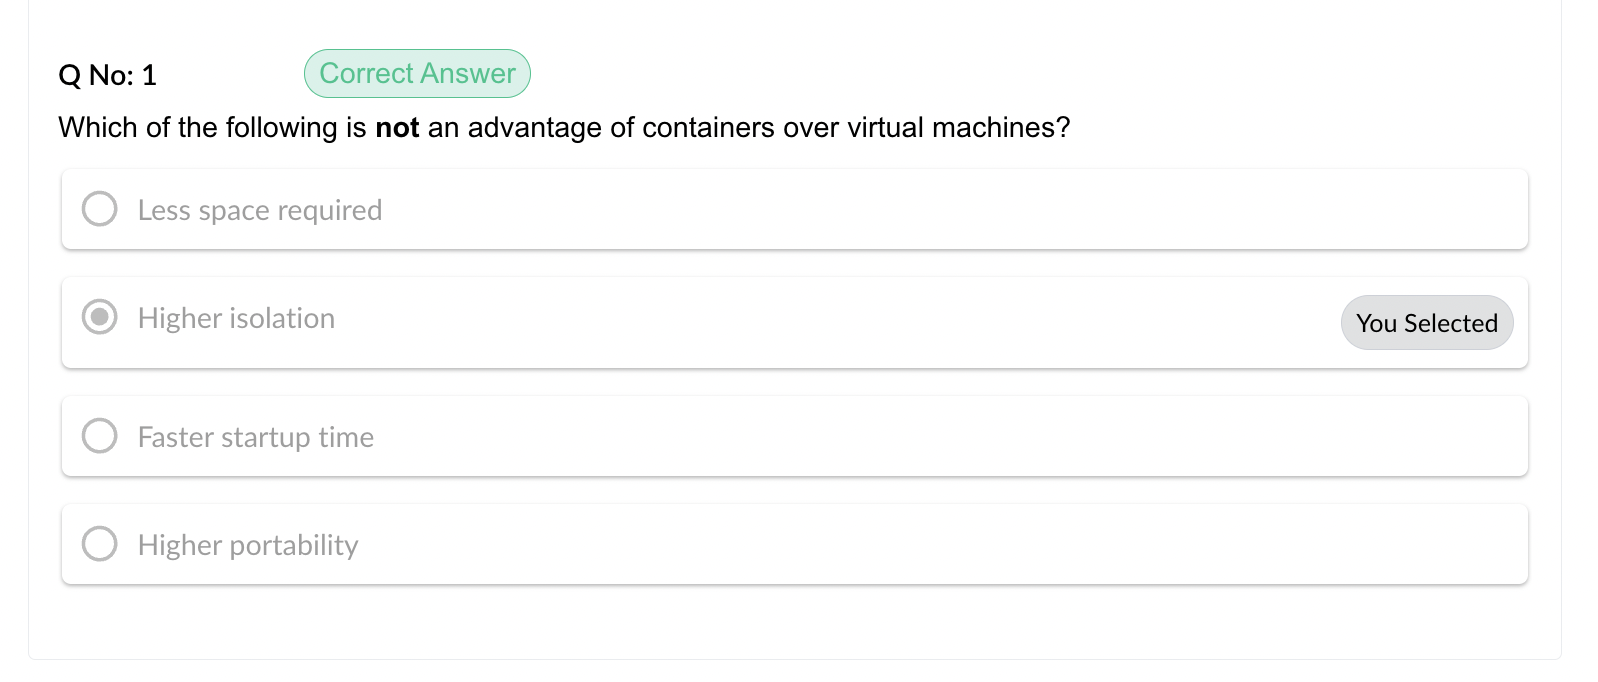 Q No: 1 Correct Answer
Which of the following is not an advantage of containers over virtual machines?
Less space required
Higher isolation You Selected
Faster startup time
Higher portability